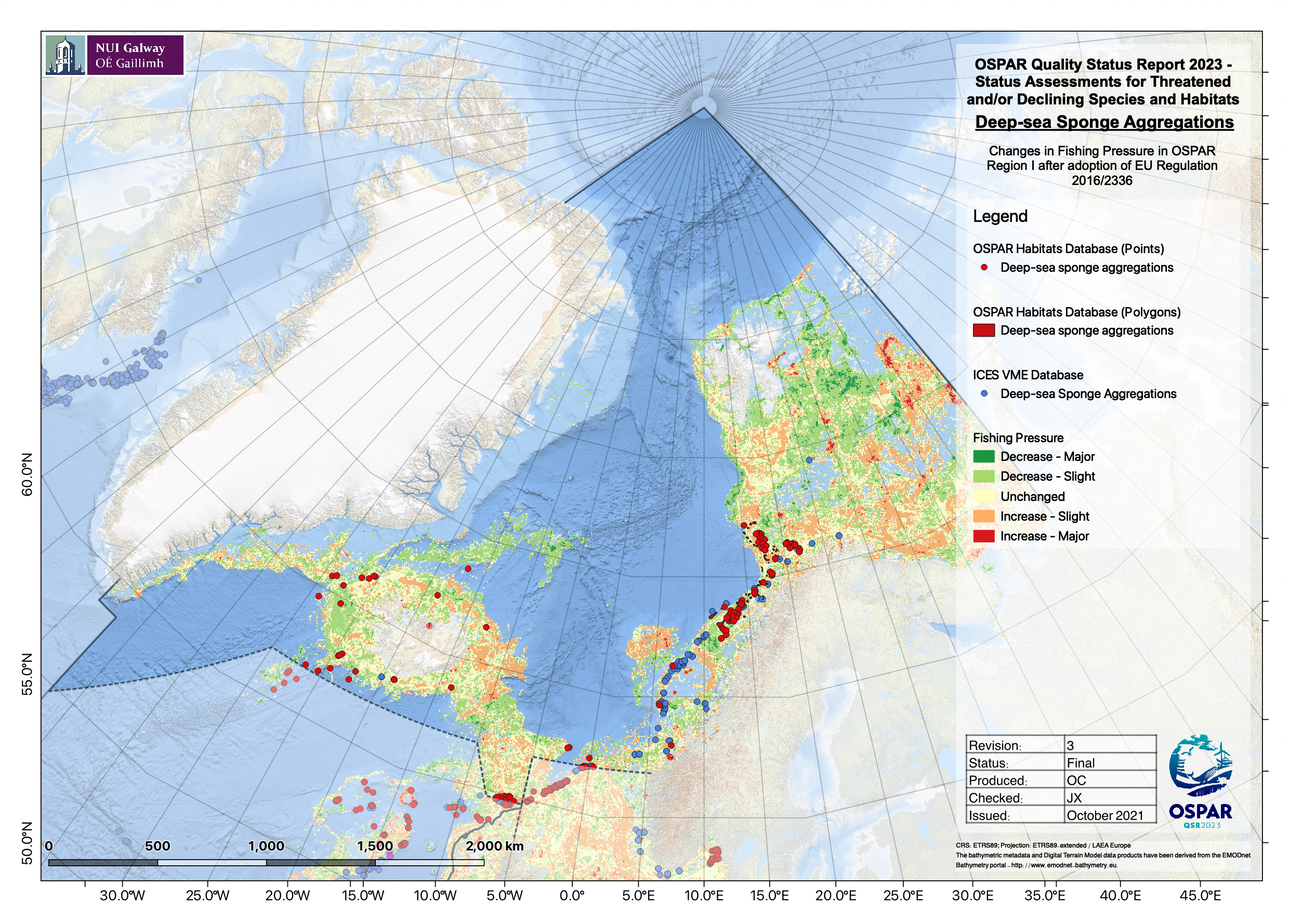 NUI Galway
OÉ Gaillimh
OSPAR Quality Status Report 2023 -
Status Assessments for Threatened
and/or Declining Species and Habitats
Deep-sea Sponge Aggregations
Changes in Fishing Pressure in OSPAR
Region I after adoption of EU Regulation
2016/2336
Legend
OSPAR Habitats Database (Points)
Deep-sea sponge aggregations
OSPAR Habitats Database (Polygons)
Deep-sea sponge aggregations
ICES VME Database
Deep-sea Sponge Aggregations
Fishing Pressure
Decrease - Major
Decrease - Slight
Unchanged
Increase - Slight
Increase - Major
60.0°N
55.0°N
50.0°N
Revision: 3
Status: Final
Produced: OC
Checked: JX
Issued: October 2021
OSPAR
QSR2023
CRS: ETRS89; Projection: ETRS89-extended / LAEA Europe
The bathymetric metadata and Digital Terrain Model data products have been derived from the EMODnet
Bathymetry portal - http://www.emodnet-bathymetry.eu.
0 500 1,000 1,500 2,000 km
30.0°W 25.0°W 20.0°W 15.0°W 10.0°W 5.0°W 0.0° 5.0°E 10.0°E 15.0°E 20.0°E 25.0°E 30.0°E 35.0°E 40.0°E 45.0°E